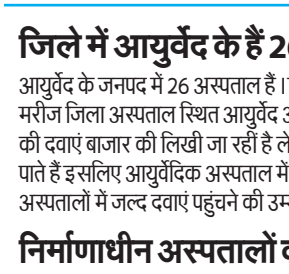 जिले में आयुर्वेद के हैं 26
आयुर्वेद के जनपद में 26 अस्पताल हैं ।
मरीज जिला अस्पताल स्थित आयुर्वेद
की दवाएं बाजार की लिखी जा रही है
पाते हैं इसलिए आयुर्वेदिक अस्पताल में
अस्पतालों में जल्द दवाएं पहुंचने की
निर्माणाधीन अस्पतालों